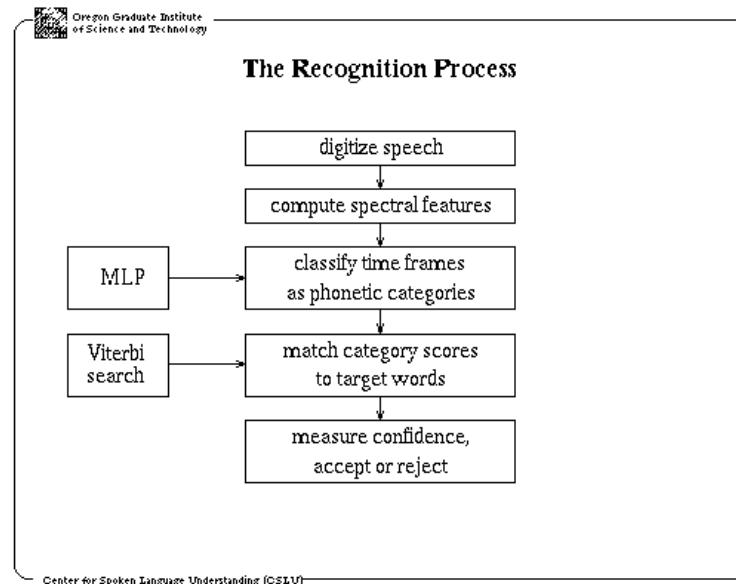 Oregon Graduate Institute
of Science and Technology
The Recognition Process
digitize speech
compute spectral features
MLP
classify time frames
as phonetic categories
Viterbi
search
match category scores
to target words
measure confidence,
accept or reject
Center for Spoken Language Understanding (CSLU)